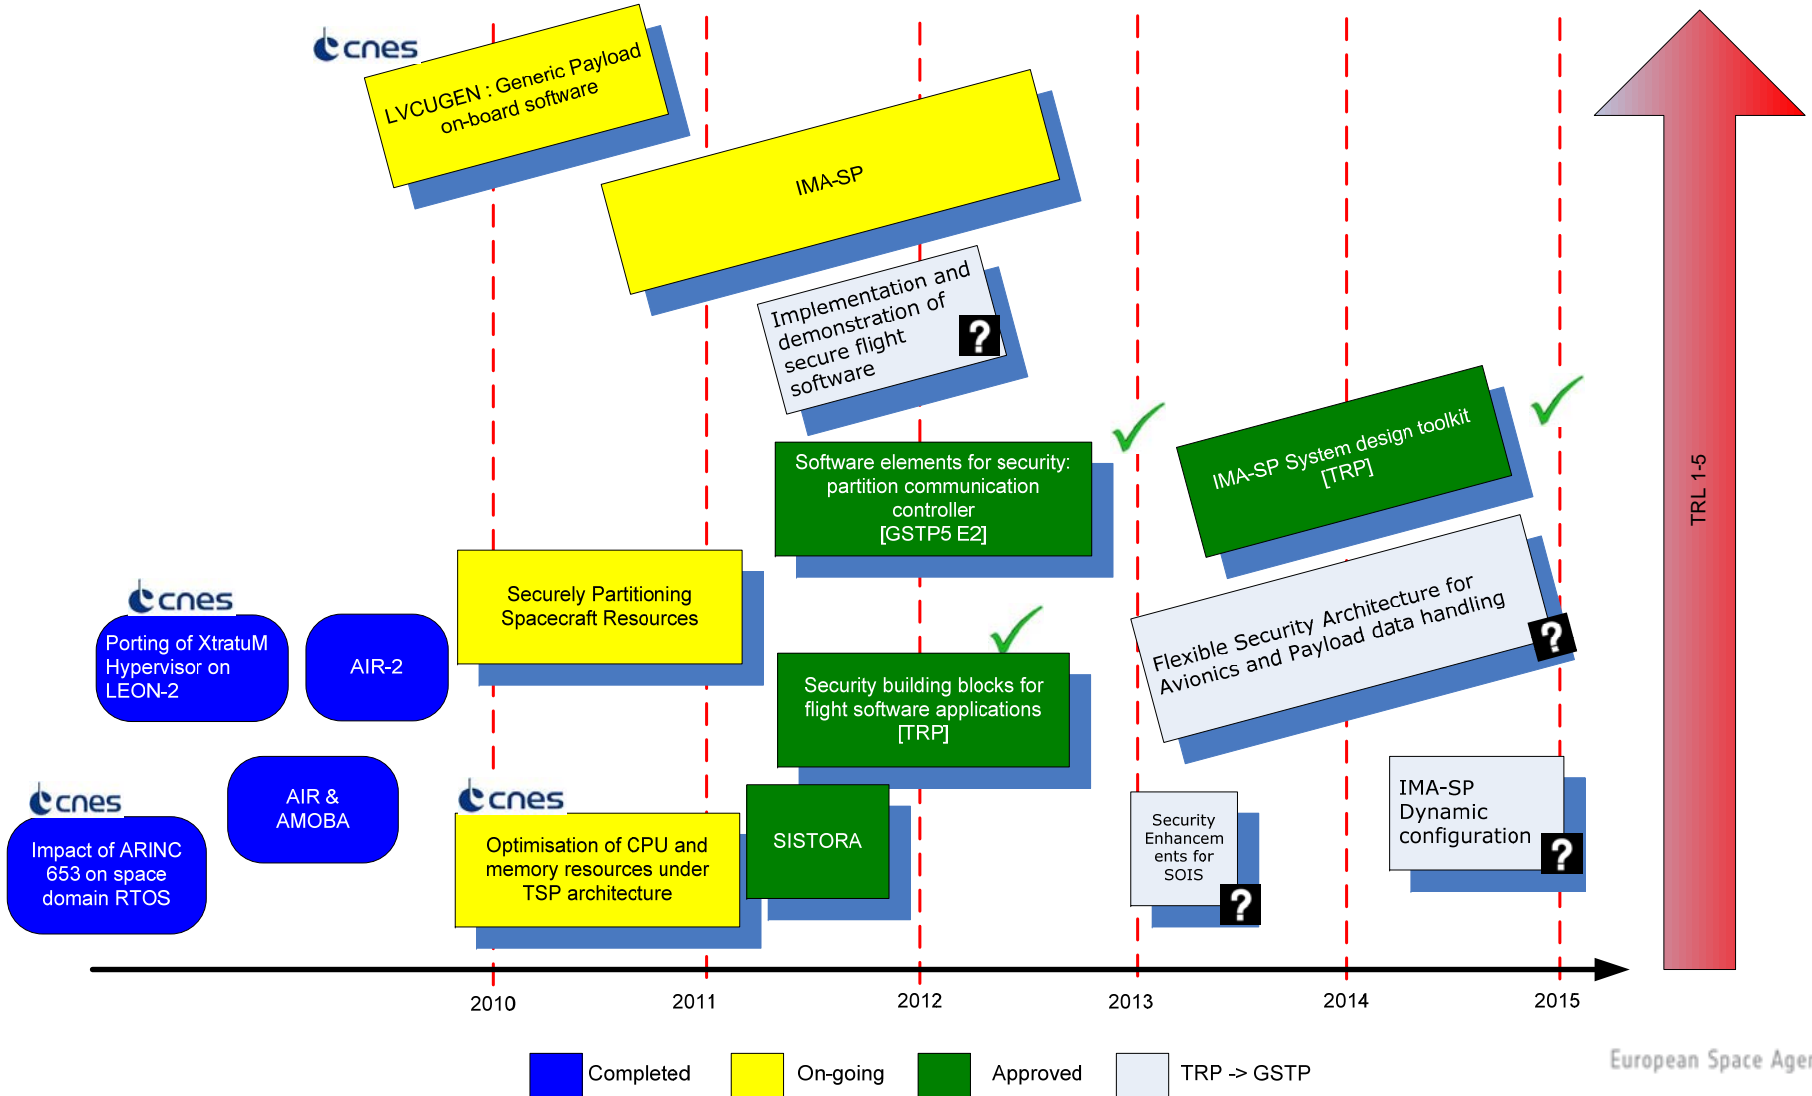 cnes
LVCUGEN : Generic Payload
on-board software
IMA-SP
Implementation and
demonstration of
secure flight
software
?
Software elements for security:
partition communication
controller
[GSTP5 E2]
IMA-SP System design toolkit
[TRP]
TRL 1-5
Securely Partitioning
Spacecraft Resources
Flexible Security Architecture for
Avionics and Payload data handling
?
cnes
Porting of XtratuM
Hypervisor on
LEON-2
AIR-2
Security building blocks for
flight software applications
[TRP]
cnes
Impact of ARINC
653 on space
domain RTOS
AIR &
AMOBA
cnes
Optimisation of CPU and
memory resources under
TSP architecture
SISTORA
Security
Enhancem
ents for
SOIS
?
IMA-SP
Dynamic
configuration
?
2010
2011
2012
2013
2014
2015
Completed
On-going
Approved
TRP -> GSTP
European Space Agen